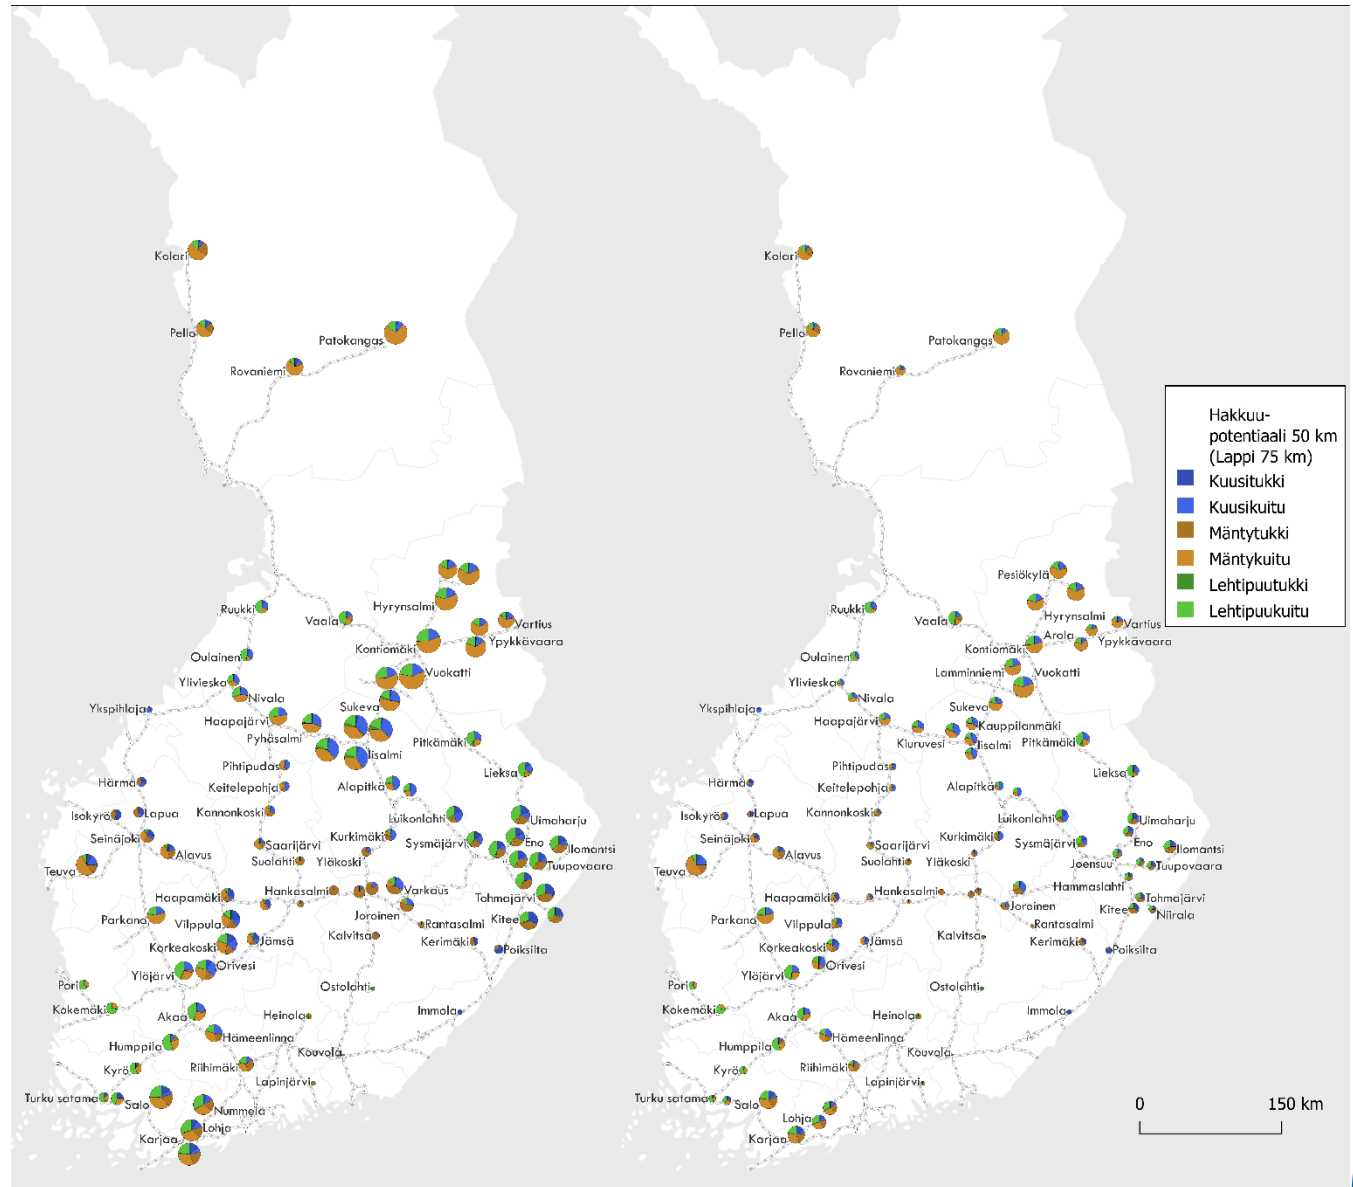 Kolari
Pello
Patokangas
Rovaniemi
Hyrynsalmi
Ruukki
Vaala
Vartius
Ypykkävaara
Kontiomäki
Oulainen
Vuokatti
Ylivieska
Nivala
Sukeva
Ykspihlaja
Haapajärvi
Pyhäsalmi
Pitkämäki
Iisalmi
Pihtipudas
Lieksa
Härmä
Keitelepohja
Alapitkä
Isokyrö
Lapua
Kannonkoski
Luikonlahti
Uimaharju
Seinäjoki
Kurkimäki
Sysmäjärvi
Eno
Ilomantsi
Alavus
Saarijärvi
Suolahti
Yläkoski
Tuupovaara
Teuva
Hankasalmi
Varkaus
Haapamäki
Tohmajärvi
Parkano
Vilppula
Joroinen
Rantasalmi
Kitee
Korkeakoski
Jämsä
Kalvitsa
Kerimäki
Poiksilta
Ylöjärvi
Orivesi
Pori
Ostolahti
Kokemäki
Akaa
Heinola
Immola
Hämeenlinna
Humppila
Kouvola
Kyrö
Riihimäki
Lapinjärvi
Turku satama
Salo
Nummela
Lohja
Karjaa
Kolari
Pello
Patokangas
Rovaniemi
Pesiökylä
Hyrynsalmi
Ruukki
Vaala
Vartius
Arola
Ypykkävaara
Kontiomäki
Oulainen
Lamminniemi
Vuokatti
Ylivieska
Nivala
Sukeva
Ykspihlaja
Haapajärvi
Kauppilanmäki
Kiuruvesi
Iisalmi
Pitkämäki
Pihtipudas
Lieksa
Härmä
Keitelepohja
Alapitkä
Isokyrö
Lapua
Kannonkoski
Luikonlahti
Uimaharju
Seinäjoki
Kurkimäki
Sysmäjärvi
Eno
Ilomantsi
Alavus
Saarijärvi
Suolahti
Yläkoski
Joensuu
Tuupovaara
Teuva
Hankasalmi
Hammaslahti
Haapamäki
Tohmajärvi
Joroinen
Kitee
Niirala
Parkano
Vilppula
Rantasalmi
Korkeakoski
Jämsä
Kalvitsa
Kerimäki
Poiksilta
Ylöjärvi
Orivesi
Pori
Ostolahti
Kokemäki
Akaa
Heinola
Immola
Hämeenlinna
Humppila
Kouvola
Kyrö
Riihimäki
Lapinjärvi
Turku satama
Salo
Lohja
Karjaa
Hakkuu-
potentiaali 50 km
(Lappi 75 km)
Kuusitukki
Kuusikuitu
Mäntytukki
Mäntykuitu
Lehtipuutukki
Lehtipuukuitu
0 150 km